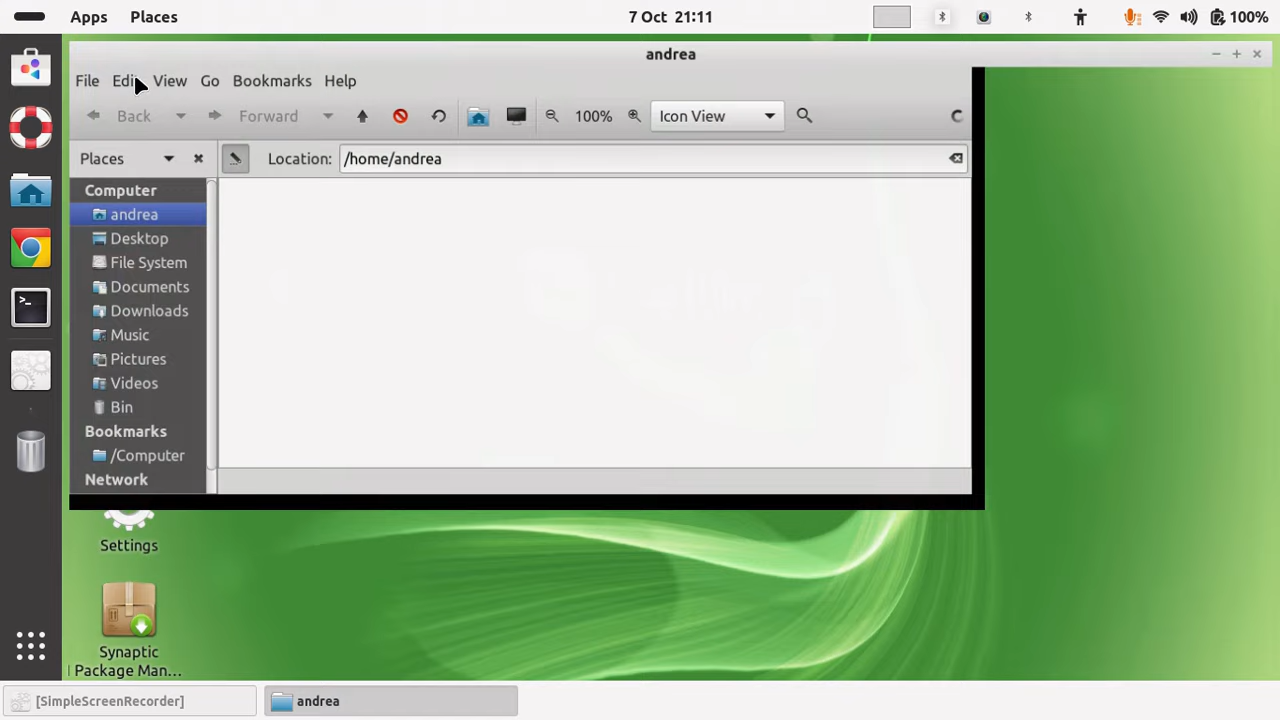 Apps Places 7 Oct 21:11 100%
andrea
File Edit View Go Bookmarks Help
Back Forward 100% Icon View
Places Location: /home/andrea
Computer
andrea
Desktop
File System
Documents
Downloads
Music
Pictures
Videos
Bin
Bookmarks
/Computer
Network
Settings
Synaptic
Package Man...
[SimpleScreenRecorder] andrea